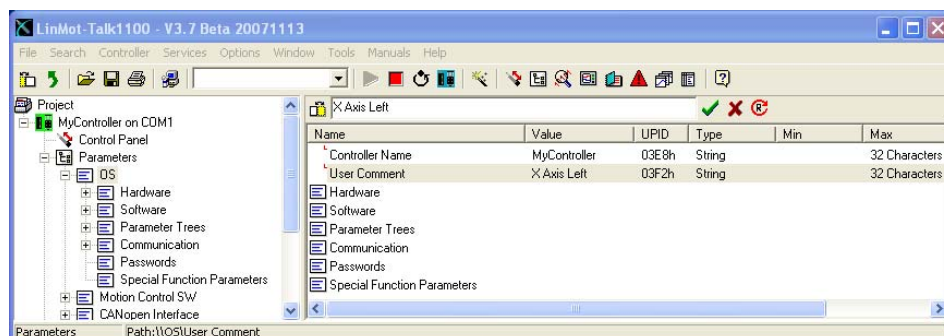 LinMot-Talk1100 - V3.7 Beta 20071113
File Search Controller Services Options Window Tools Manuals Help
Project
MyController on COM1
Control Panel
Parameters
OS
Hardware
Software
Parameter Trees
Communication
Passwords
Special Function Parameters
Motion Control SW
CANopen Interface
X Axis Left
Name Value UPID Type Min Max
Controller Name MyController 03E8h String 32 Characters
User Comment X Axis Left 03F2h String 32 Characters
Hardware
Software
Parameter Trees
Communication
Passwords
Special Function Parameters
Parameters Path:\\OS\User Comment